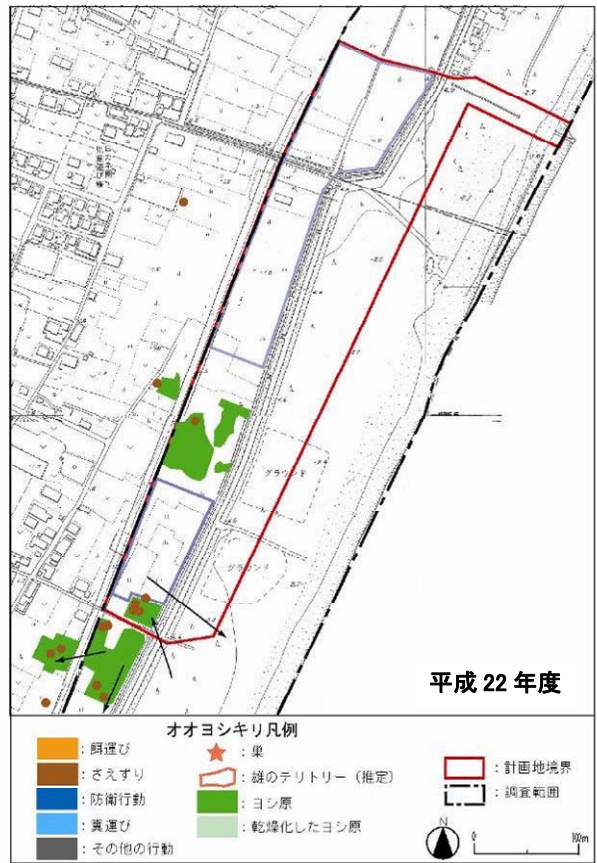 グラウンド
グラウンド
平成 22 年度
オオヨシキリ凡例
：餌運び
：さえずり
：防衛行動
：糞運び
：その他の行動
：巣
：雄のテリトリー（推定）
：ヨシ原
：乾燥化したヨシ原
：計画地境界
：調査範囲
N
0 100m